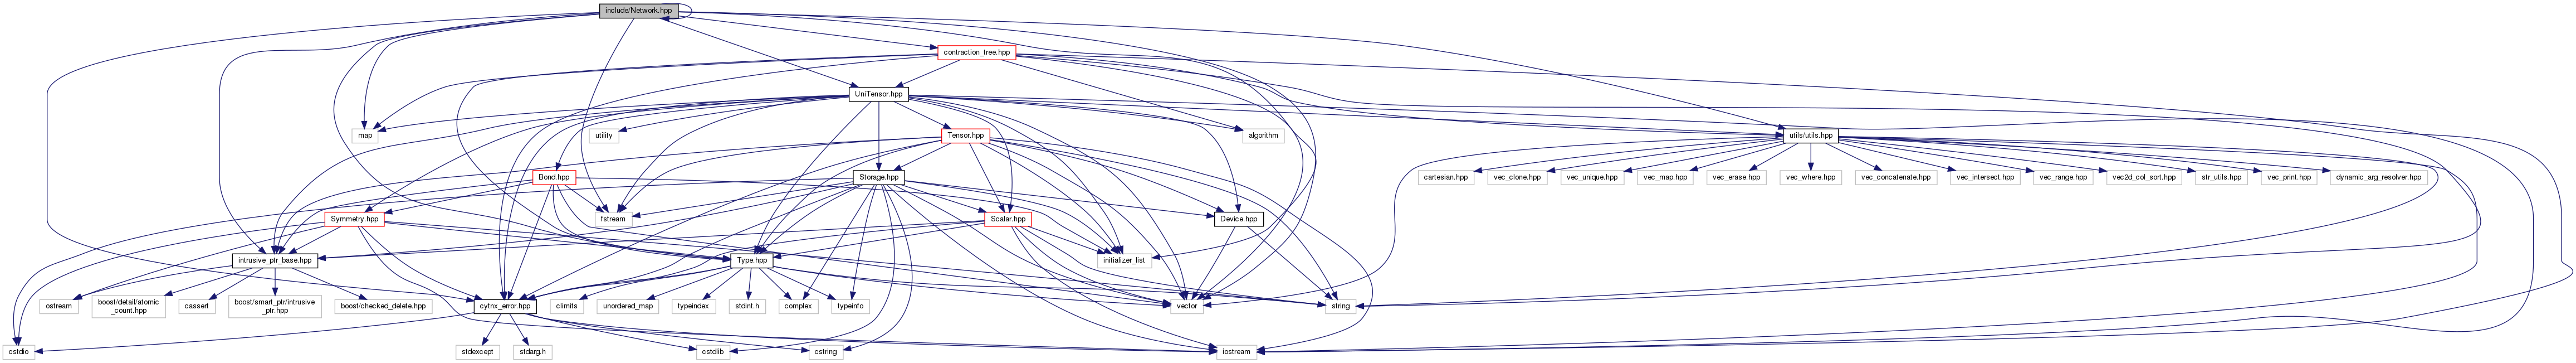 include/Network.hpp
contraction_tree.hpp
UniTensor.hpp
map
utility
Tensor.hpp
algorithm
utils/utils.hpp
Bond.hpp
Storage.hpp
cartesian.hpp
vec_clone.hpp
vec_unique.hpp
vec_map.hpp
vec_erase.hpp
vec_where.hpp
vec_concatenate.hpp
vec_intersect.hpp
vec_range.hpp
vec2d_col_sort.hpp
str_utils.hpp
vec_print.hpp
dynamic_arg_resolver.hpp
Symmetry.hpp
fstream
Scalar.hpp
Device.hpp
intrusive_ptr_base.hpp
Type.hpp
initializer_list
ostream
boost/detail/atomic
_count.hpp
cassert
boost/smart_ptr/intrusive
_ptr.hpp
boost/checked_delete.hpp
cytnx_error.hpp
climits
unordered_map
typeindex
stdint.h
complex
typeinfo
vector
string
cstdio
stdexcept
stdarg.h
cstdlib
cstring
iostream